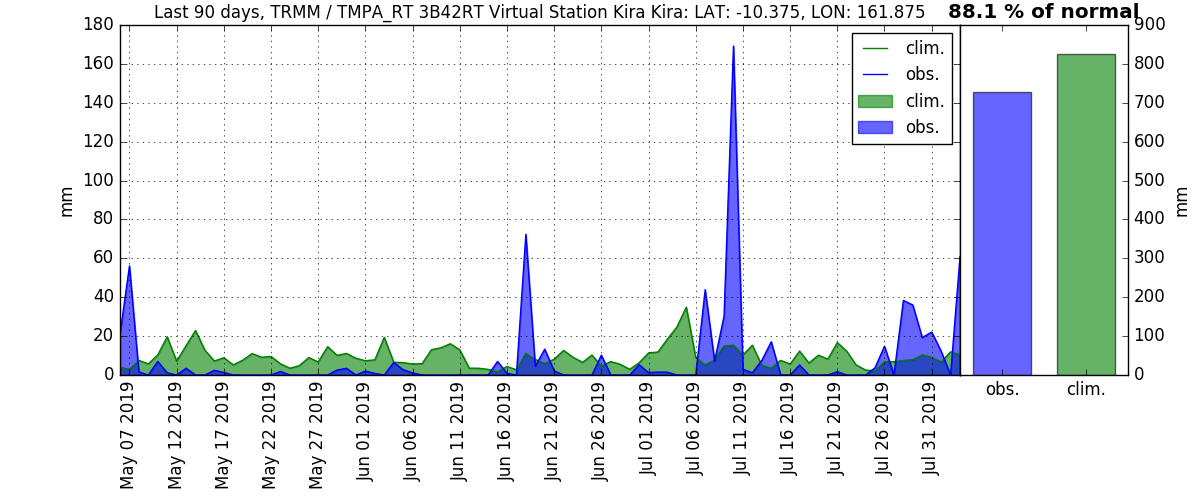 Last 90 days, TRMM / TMPA_RT 3B42RT Virtual Station Kira Kira: LAT: -10.375, LON: 161.875
88.1 % of normal
180
160
140
120
100
80
60
40
20
0
mm
clim.
obs.
clim.
obs.
900
800
700
600
500
400
300
200
100
0
mm
May 07 2019
May 12 2019
May 17 2019
May 22 2019
May 27 2019
Jun 01 2019
Jun 06 2019
Jun 11 2019
Jun 16 2019
Jun 21 2019
Jun 26 2019
Jul 01 2019
Jul 06 2019
Jul 11 2019
Jul 16 2019
Jul 21 2019
Jul 26 2019
Jul 31 2019
obs.
clim.